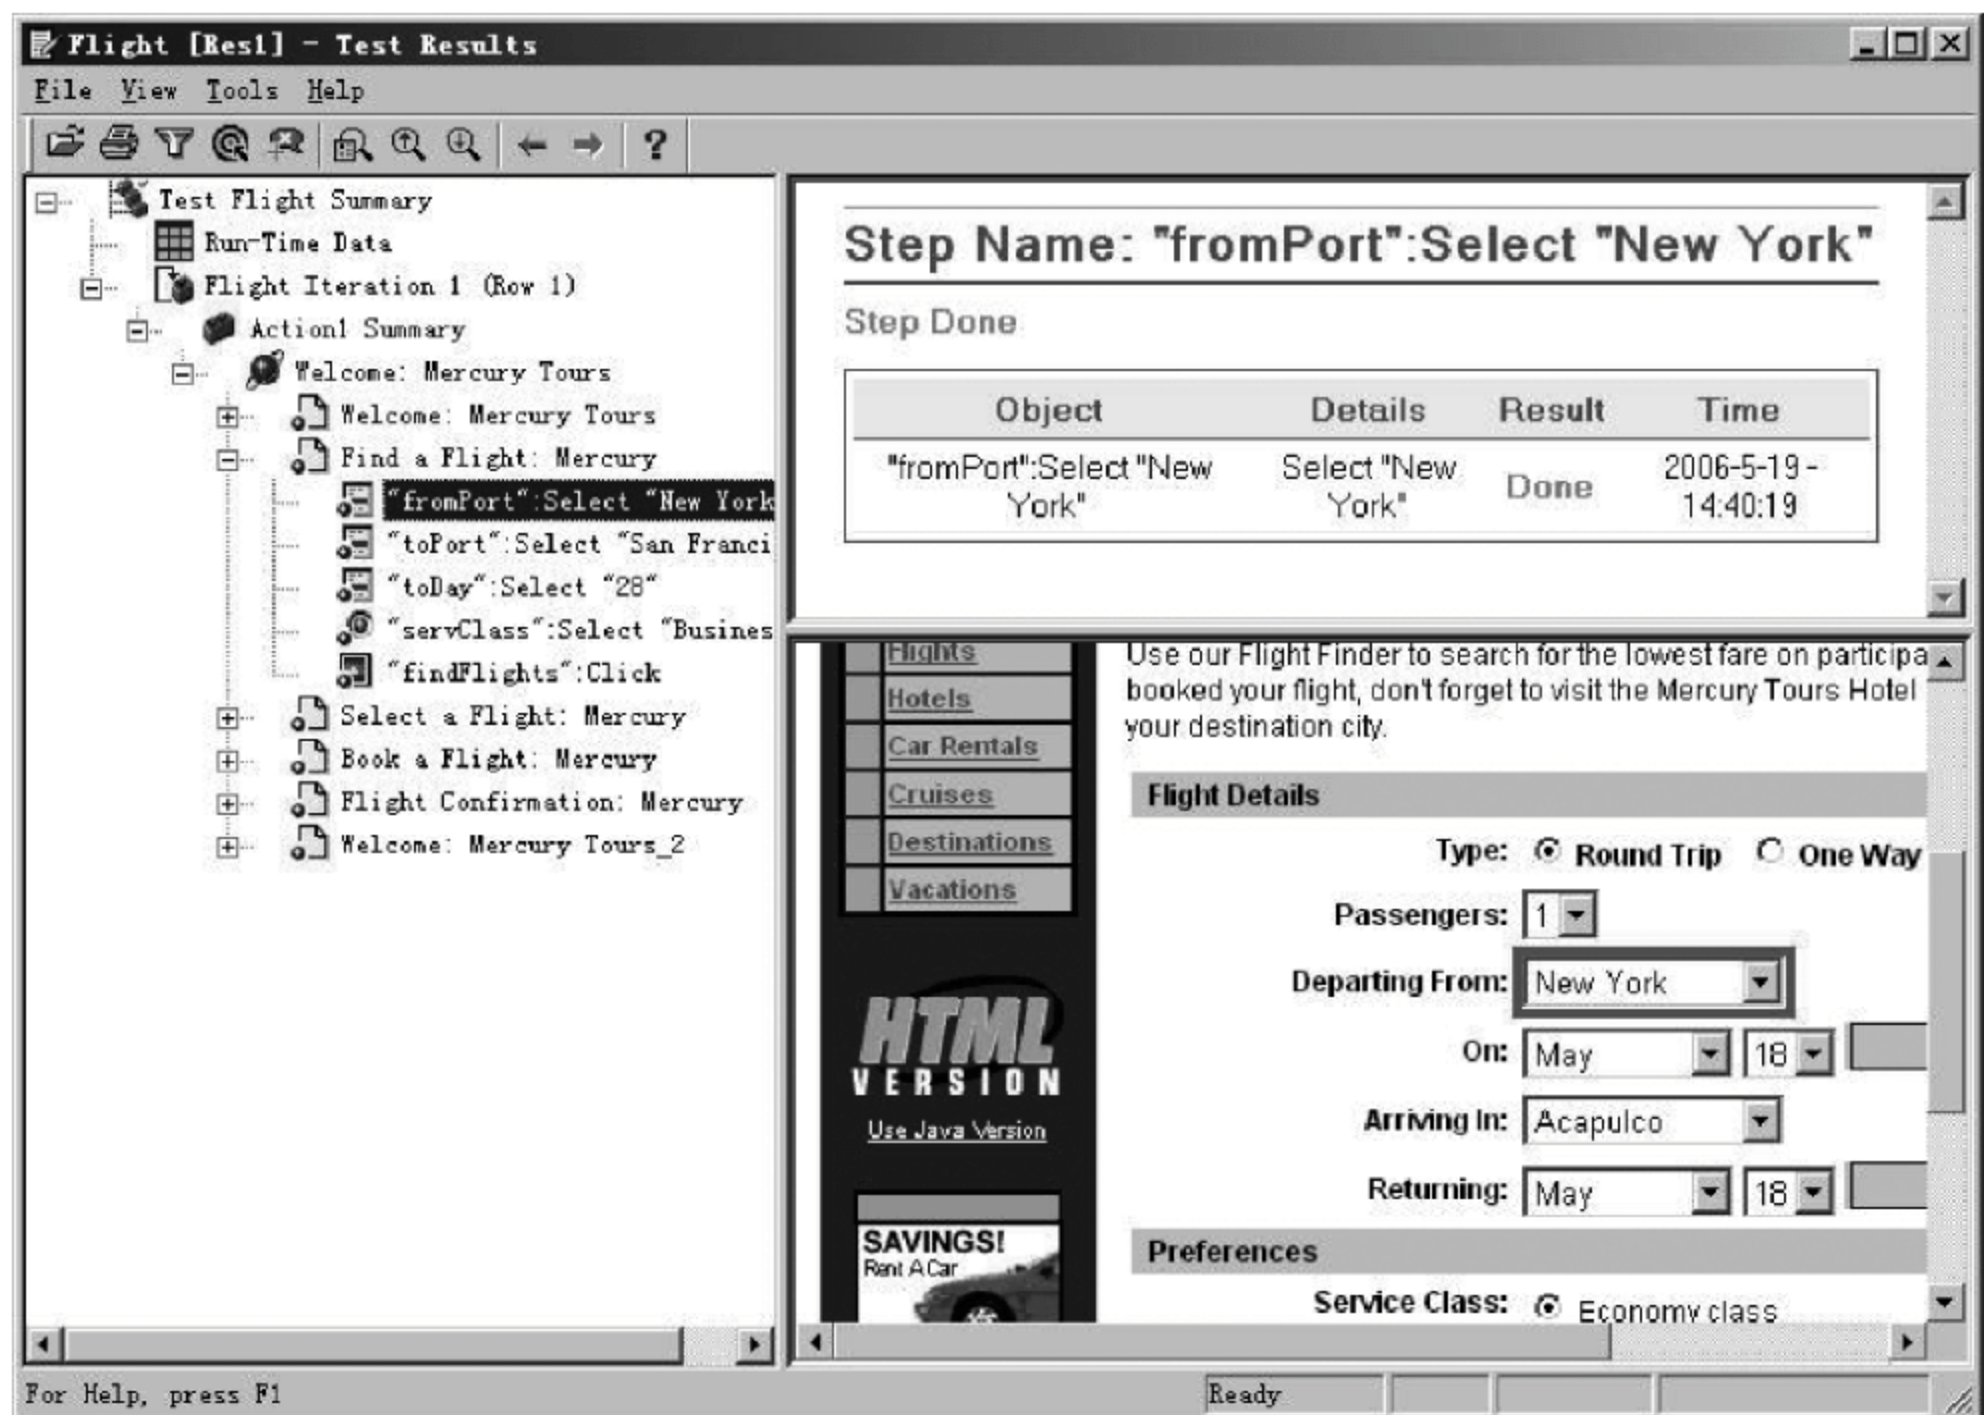 Flight [Res1] - Test Results
File View Tools Help
?
Test Flight Summary
Run-Time Data
Flight Iteration 1 (Row 1)
Action1 Summary
Welcome: Mercury Tours
Welcome: Mercury Tours
Find a Flight: Mercury
"fromPort":Select "New York
"toPort":Select "San Franci
"toDay":Select "28"
"servClass":Select "Busines
"findFlights":Click
Select a Flight: Mercury
Book a Flight: Mercury
Flight Confirmation: Mercury
Welcome: Mercury Tours_2
Step Name: "fromPort":Select "New York"
Step Done
Object Details Result Time
"fromPort":Select "New York" Select "New York" Done 2006-5-19 - 14:40:19
Flights
Hotels
Car Rentals
Cruises
Destinations
Vacations
HTML
VERSION
Use Java Version
SAVINGS!
Rent A Car
Use our Flight Finder to search for the lowest fare on participa
booked your flight, don't forget to visit the Mercury Tours Hotel
your destination city.
Flight Details
Type: Round Trip One Way
Passengers: 1
Departing From: New York
On: May 18
Arriving In: Acapulco
Returning: May 18
Preferences
Service Class: Economy class
For Help, press F1
Ready